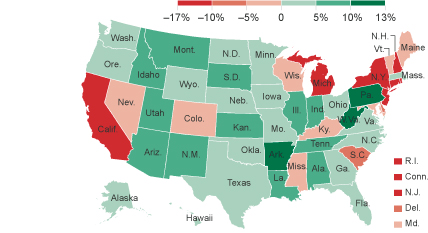 −17% −10% −5% 0 5% 10% 13%
N.H.
Wash. Mont. N.D. Minn. Vt. Maine
Ore. Idaho S.D. Wis. Mich. N.Y. Mass.
Wyo. Iowa Pa.
Nev. Utah Neb. Ill. Ind. Ohio
Calif. Colo. Kan. Mo. Ky. W.Va. Va.
Ariz. N.M. Okla. Ark. Tenn. N.C.
Texas La. Miss. Ala. Ga. S.C.
R.I.
Conn.
N.J.
Alaska Fla. Del.
Hawaii Md.